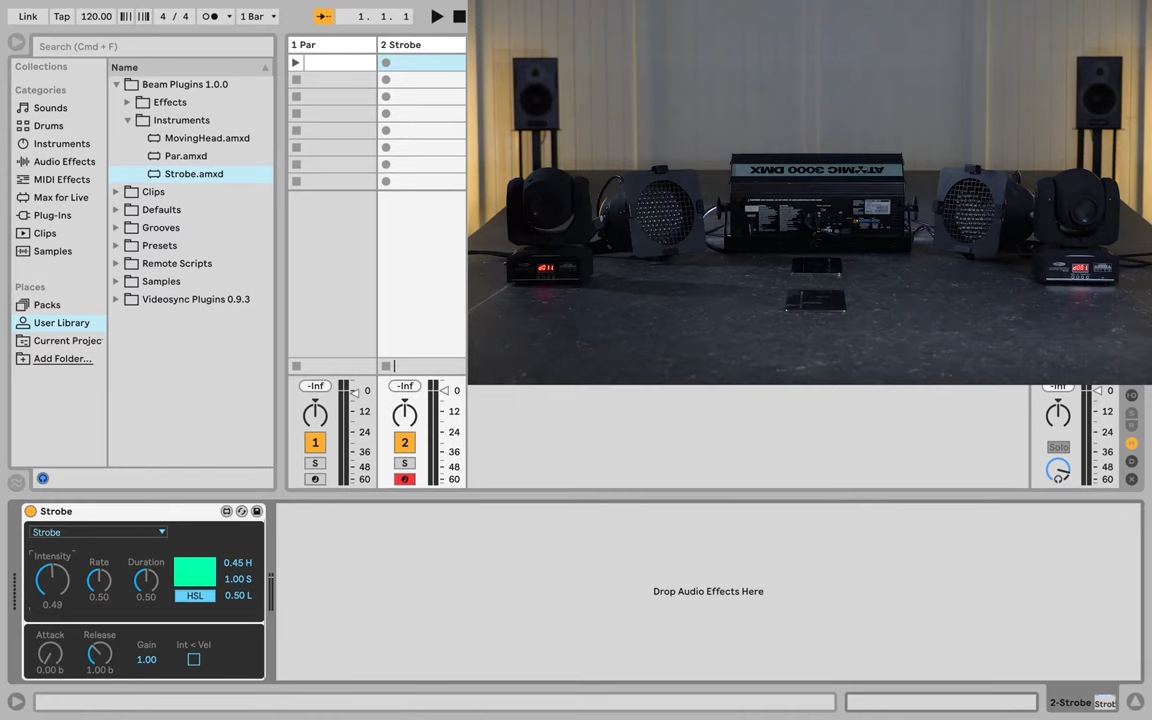 Link
Tap
120.00
4 / 4
1 Bar
1. 1. 1
Search (Cmd + F)
Collections
Categories
Sounds
Drums
Instruments
Audio Effects
MIDI Effects
Max for Live
Plug-Ins
Clips
Samples
Places
Packs
User Library
Current Projec
Add Folder...
Name
Beam Plugins 1.0.0
Effects
Instruments
MovingHead.amxd
Par.amxd
Strobe.amxd
Clips
Defaults
Grooves
Presets
Remote Scripts
Samples
Videosync Plugins 0.9.3
1 Par
2 Strobe
ATOMIC 3000 DMX
d011
d001
-Inf
0
12
24
36
48
60
1
S
-Inf
0
12
24
36
48
60
2
S
-Inf
0
12
24
36
48
60
Solo
Strobe
Strobe
Intensity
0.49
Rate
0.50
Duration
0.50
HSL
0.45 H
1.00 S
0.50 L
Attack
0.00 b
Release
1.00 b
Gain
1.00
Int < Vel
Drop Audio Effects Here
2-Strobe
Strob